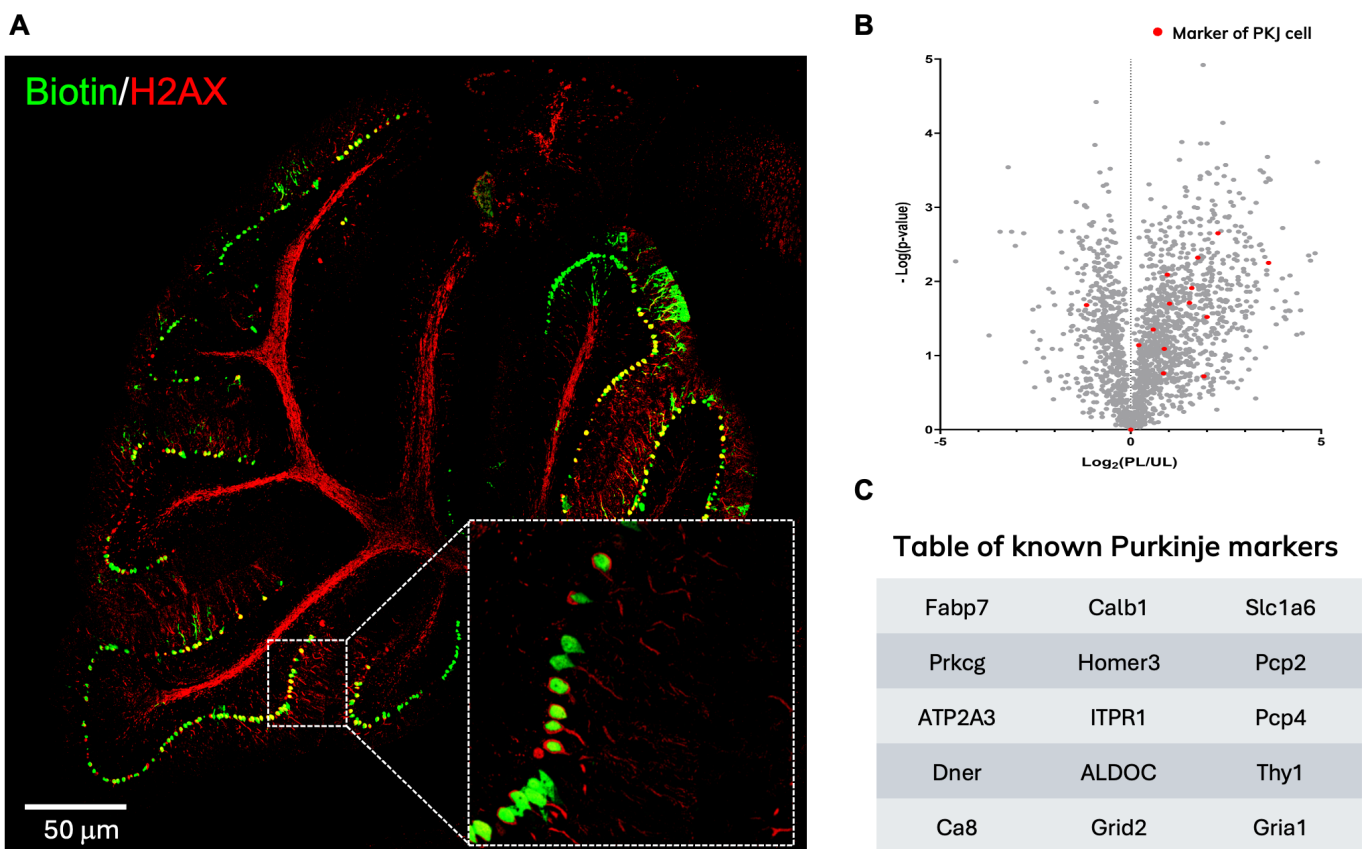 A
Biotin/H2AX
50 μm
B
Marker of PKJ cell
5
4
3
2
1
0
-5
0
5
- Log(p-value)
Log₂(PL/UL)
C
Table of known Purkinje markers
Fabp7 Calb1 Slc1a6
Prkcg Homer3 Pcp2
ATP2A3 ITPR1 Pcp4
Dner ALDOC Thy1
Ca8 Grid2 Gria1